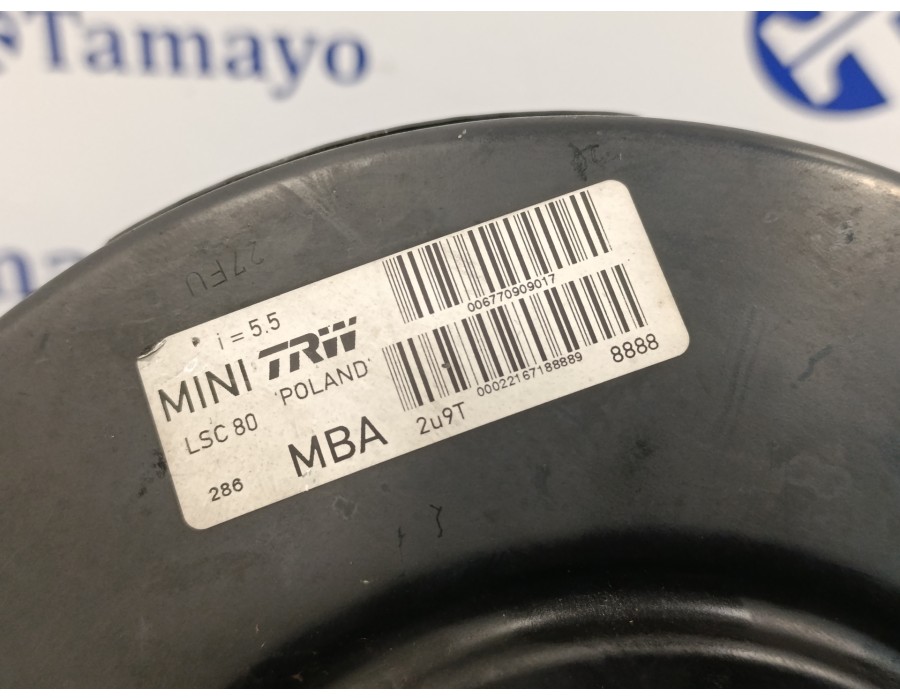 Tamayo
27FU
i = 5.5
MINI TRW
LSC 80 'POLAND'
286 MBA 2u9T
006770909017
00022167188889 8888